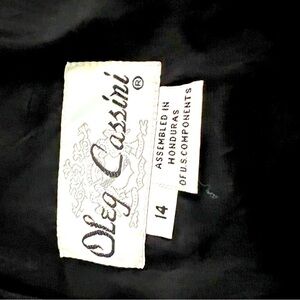 Oleg Cassini®
14
ASSEMBLED IN
HONDURAS
OF U.S. COMPONENTS